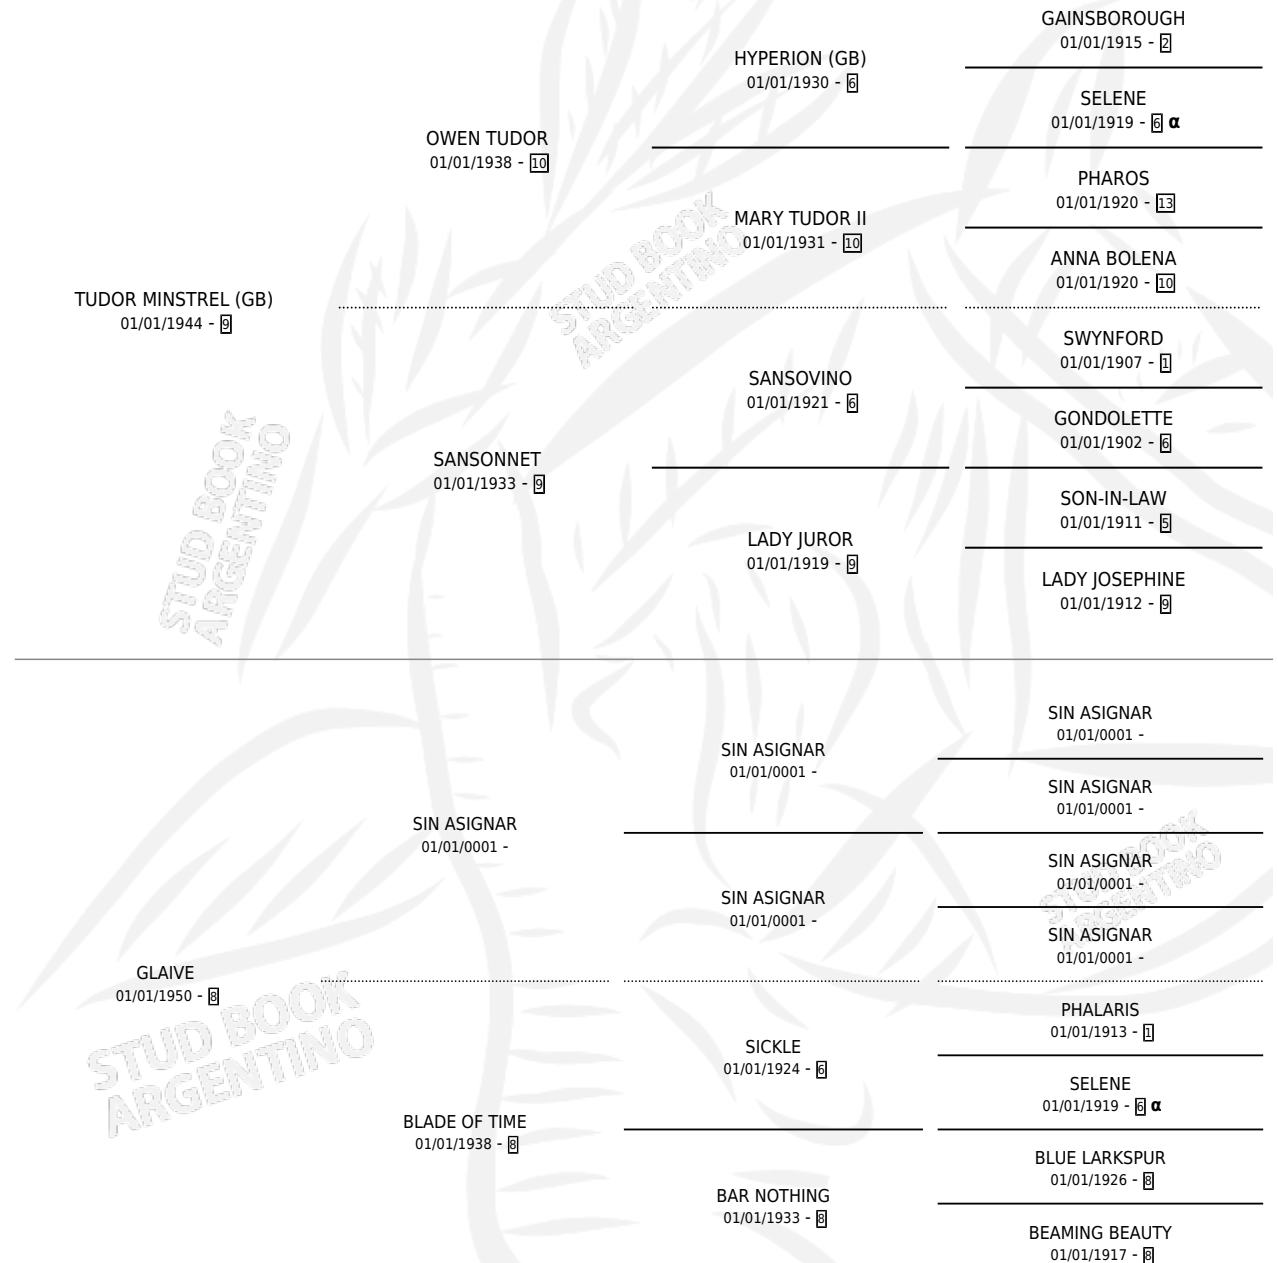 GAINSBOROUGH
01/01/1915 - 2
HYPERION (GB)
01/01/1930 - 6
SELENE
01/01/1919 - 6 α
OWEN TUDOR
01/01/1938 - 10
PHAROS
01/01/1920 - 13
MARY TUDOR II
01/01/1931 - 10
ANNA BOLENA
01/01/1920 - 10
TUDOR MINSTREL (GB)
01/01/1944 - 9
SWYNFORD
01/01/1907 - 1
SANSOVINO
01/01/1921 - 6
GONDOLETTE
01/01/1902 - 6
SANSONNET
01/01/1933 - 9
SON-IN-LAW
01/01/1911 - 5
LADY JUROR
01/01/1919 - 9
LADY JOSEPHINE
01/01/1912 - 9
STUD BOOK
ARGENTINO
STUD BOOK
ARGENTINO
SIN ASIGNAR
01/01/0001 -
SIN ASIGNAR
01/01/0001 -
SIN ASIGNAR
01/01/0001 -
SIN ASIGNAR
01/01/0001 -
SIN ASIGNAR
01/01/0001 -
SIN ASIGNAR
01/01/0001 -
SIN ASIGNAR
01/01/0001 -
GLAIVE
01/01/1950 - 8
PHALARIS
01/01/1913 - 1
SICKLE
01/01/1924 - 6
SELENE
01/01/1919 - 6 α
BLADE OF TIME
01/01/1938 - 8
BLUE LARKSPUR
01/01/1926 - 8
BAR NOTHING
01/01/1933 - 8
BEAMING BEAUTY
01/01/1917 - 8
STUD BOOK
ARGENTINO
STUD BOOK
ARGENTINO